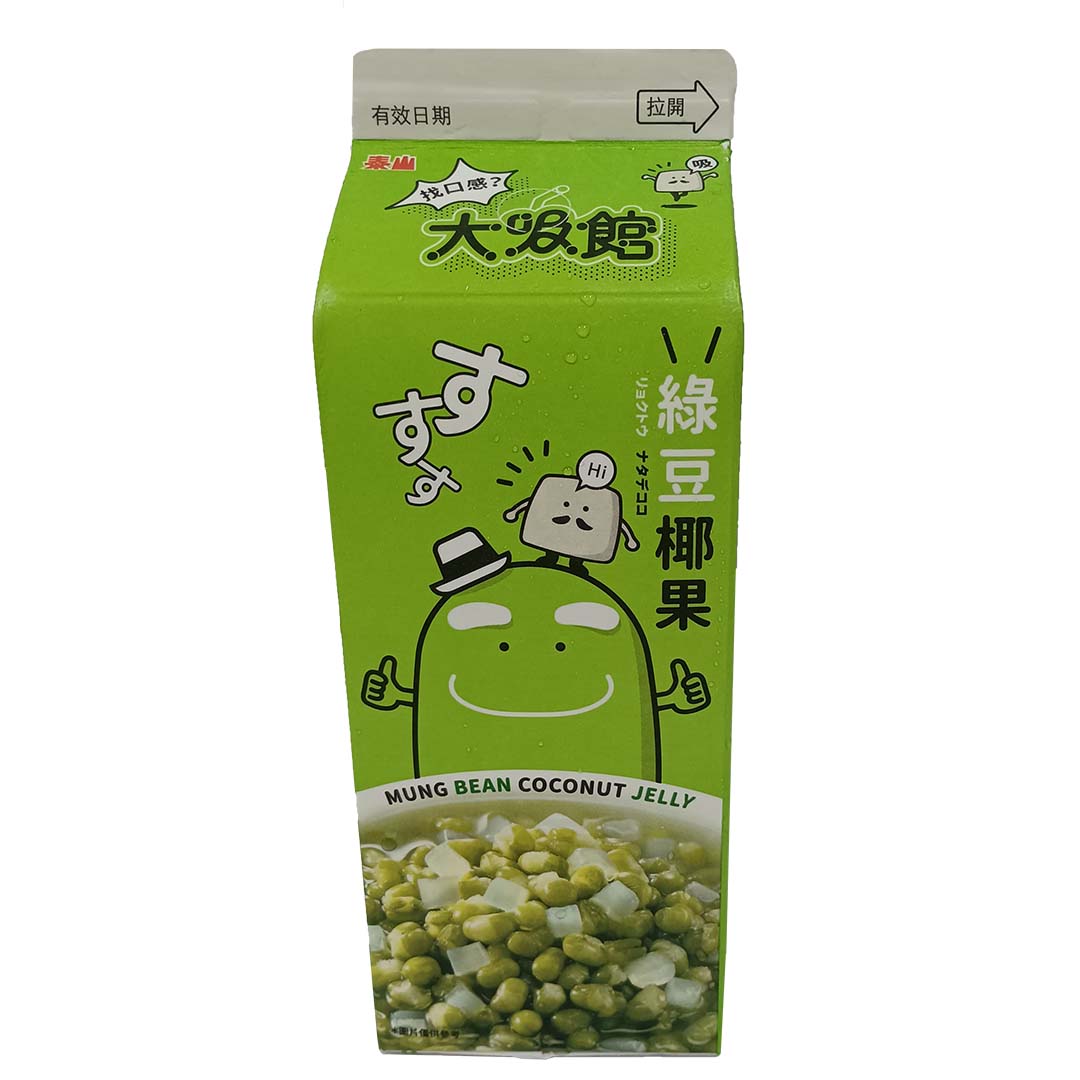 有效日期
拉開
泰山
找口感?
吸
大吸館
すすす
綠豆椰果
リョクトウ ナタデココ
Hi
MUNG BEAN COCONUT JELLY
*圖片僅供參考